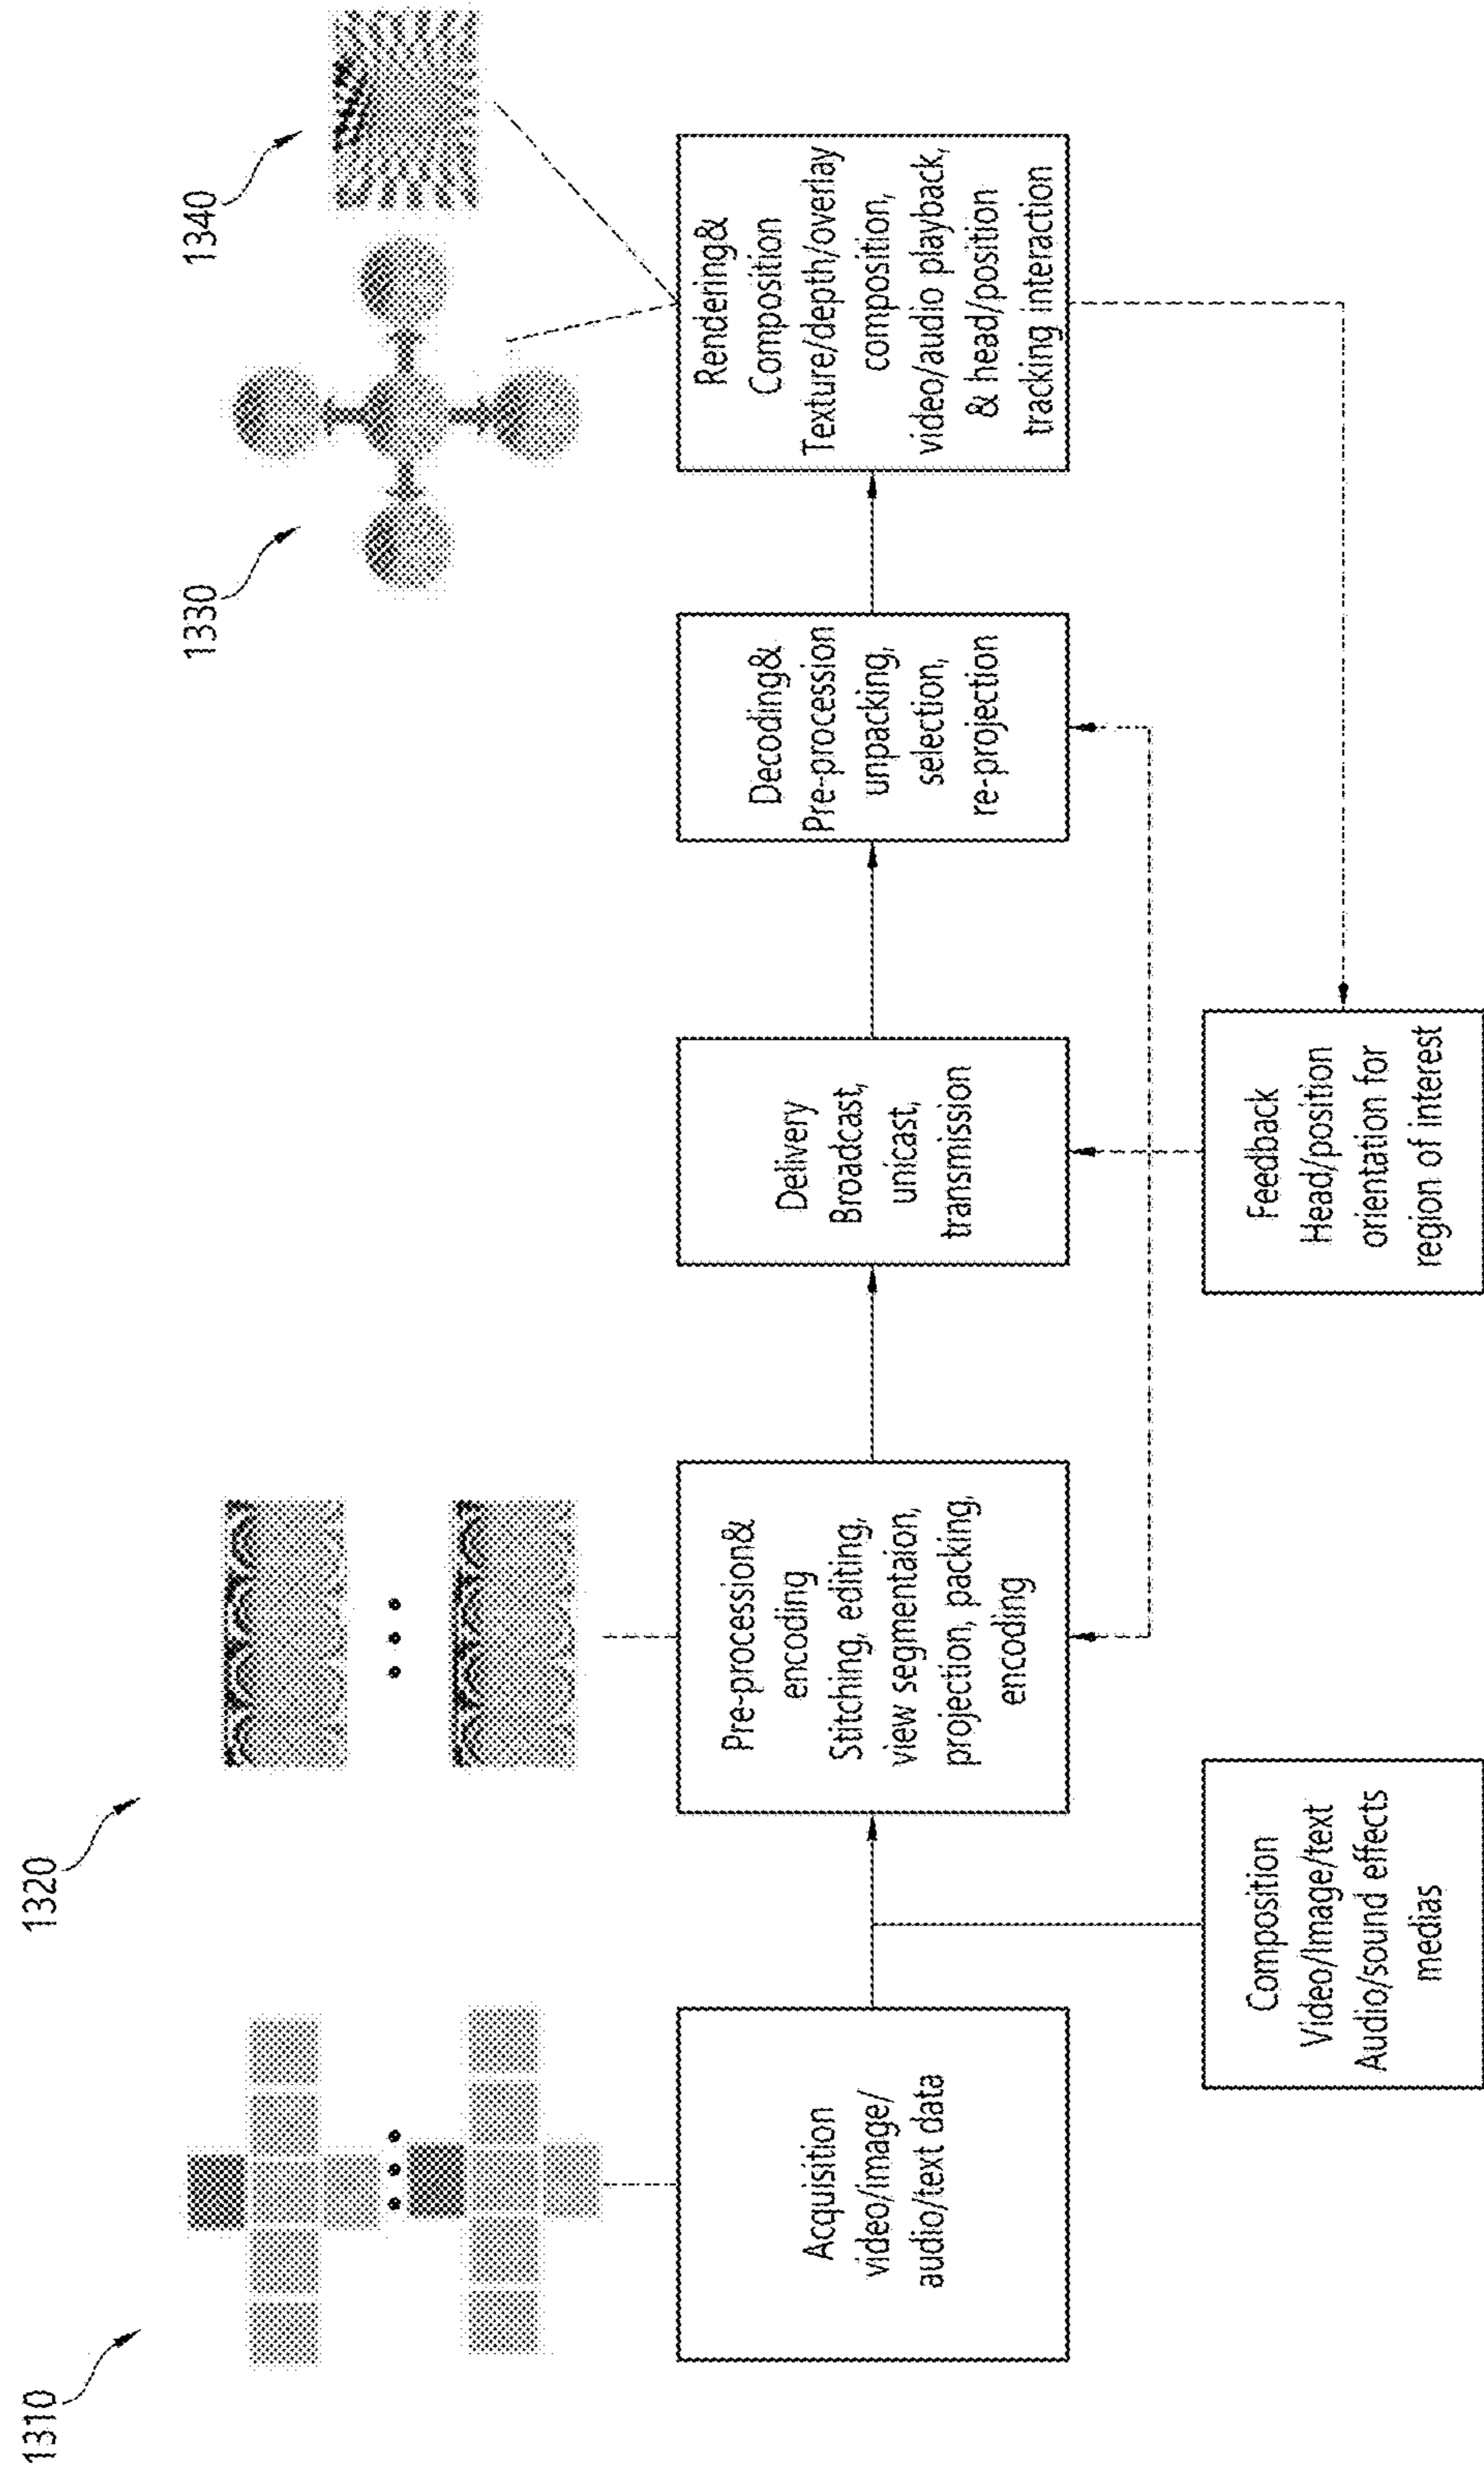 1310
1320
1330
1340
Acquisition
video/image/
audio/text data
Composition
Video/Image/text
Audio/sound effects
medias
Pre-procession&
encoding
Stitching, editing,
view segmentaion,
projection, packing,
encoding
Delivery
Broadcast,
unicast,
transmission
Feedback
Head/position
orientation for
region of interest
Decoding&
Pre-procession
unpacking,
selection,
re-projection
Rendering&
Composition
Texture/depth/overlay
composition,
video/audio playback,
& head/position
tracking interaction